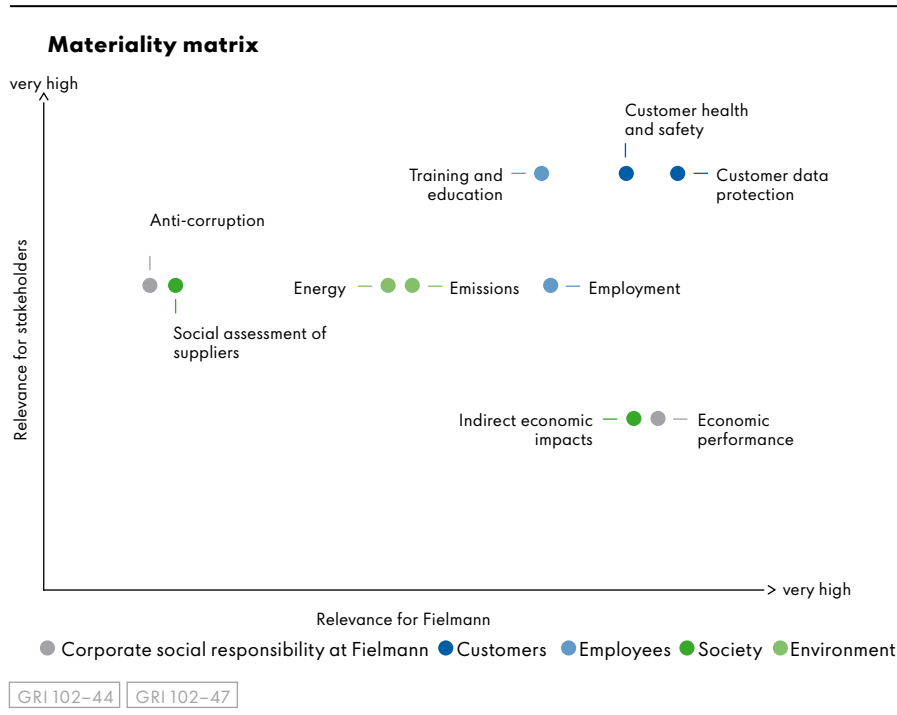 Materiality matrix
very high
Customer health
and safety
Training and
education
Customer data
protection
Anti-corruption
Relevance for stakeholders
Energy
Emissions
Employment
Social assessment of
suppliers
Indirect economic
impacts
Economic
performance
very high
Relevance for Fielmann
Corporate social responsibility at Fielmann Customers Employees Society Environment
GRI 102–44 GRI 102–47